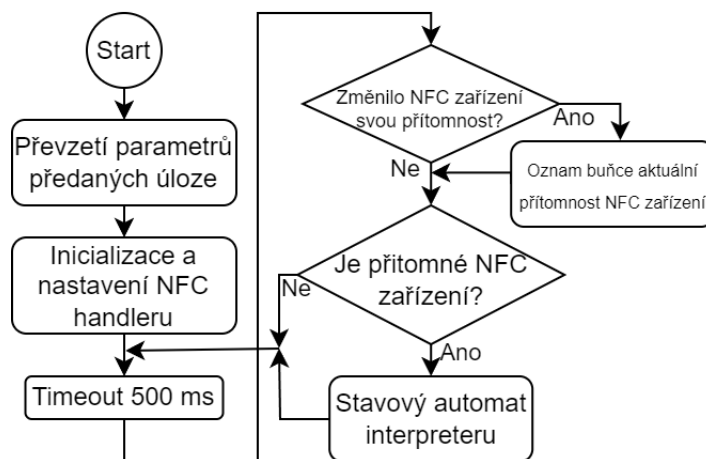 Start
Převzetí parametrů
předaných úloze
Inicializace a
nastavení NFC
handleru
Timeout 500 ms
Změnilo NFC zařízení
svou přítomnost?
Ano
Ne
Oznam buňce aktuální
přítomnost NFC zařízení
Je přitomné NFC
zařízení?
Ne
Ano
Stavový automat
interpreteru